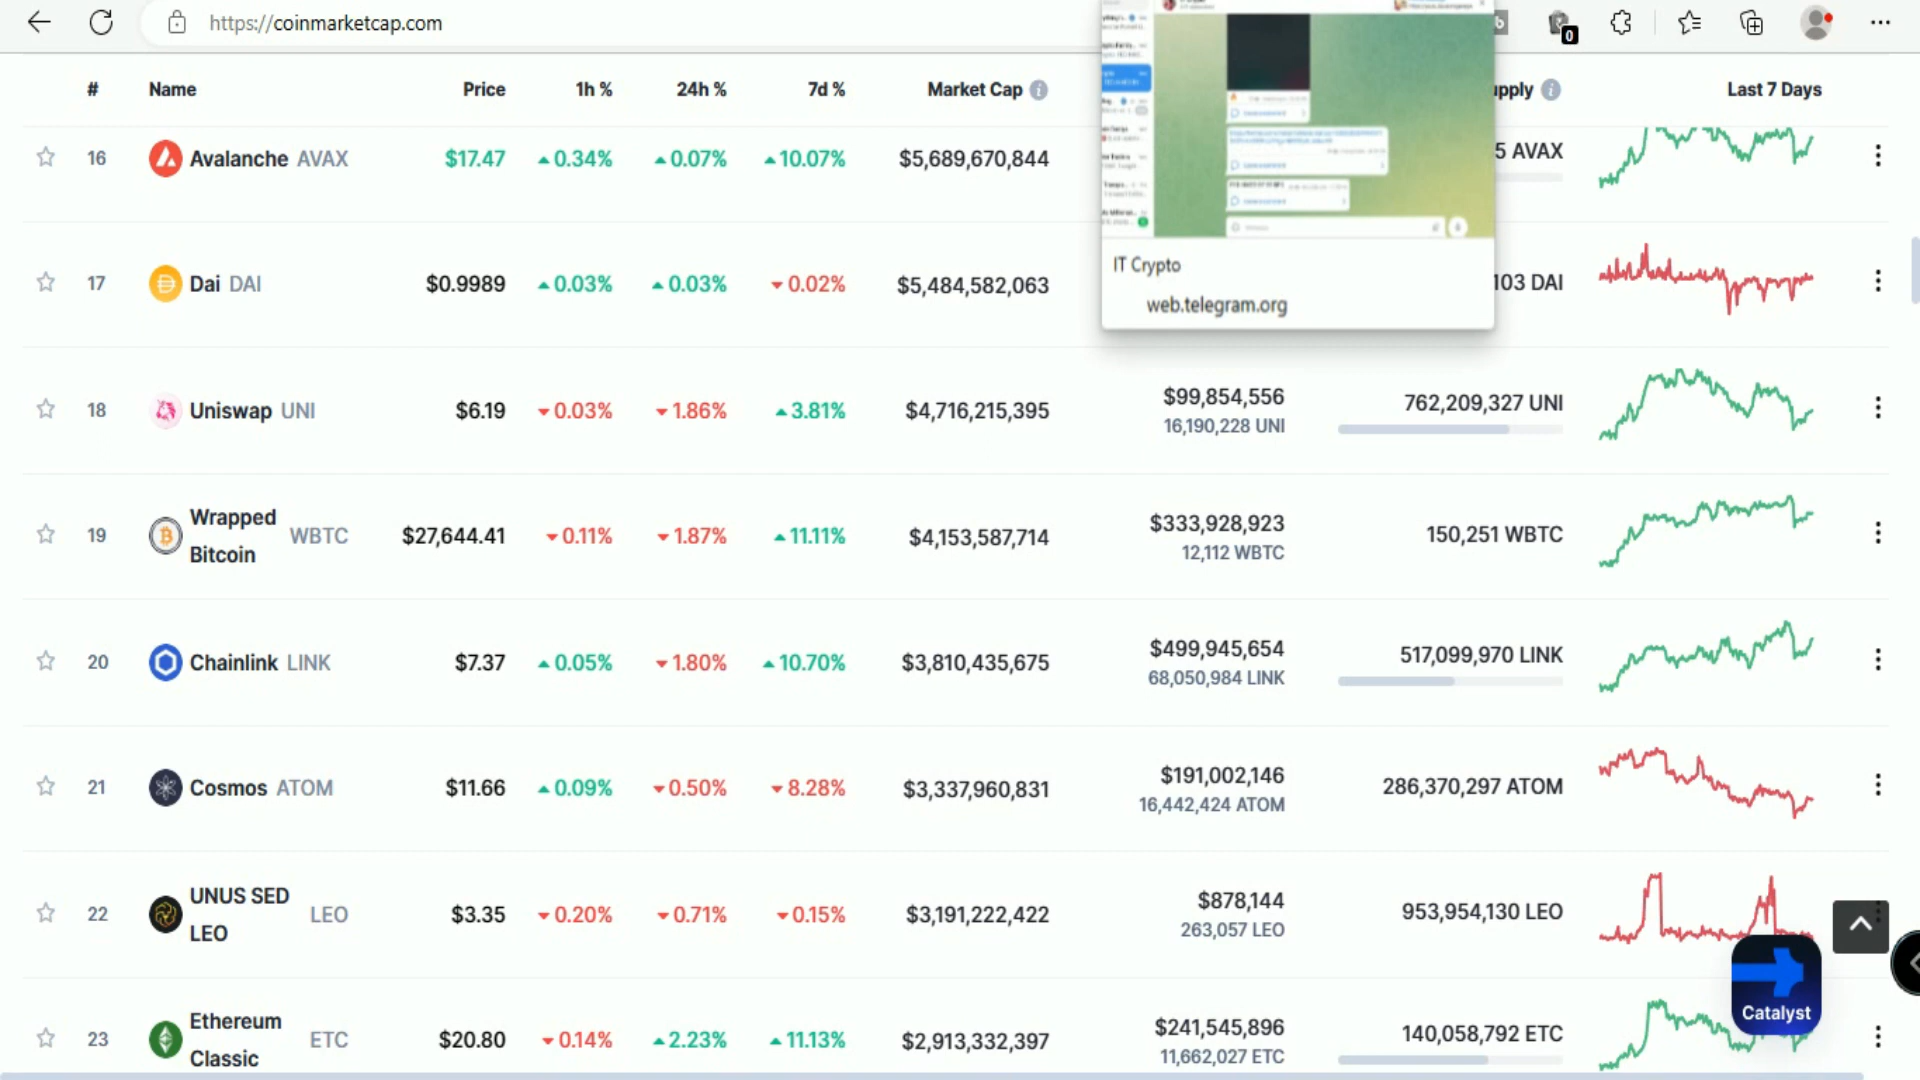 https://coinmarketcap.com
0
# Name Price 1h % 24h % 7d % Market Cap Last 7 Days
16 Avalanche AVAX $17.47 0.34% 0.07% 10.07% $5,689,670,844 5 AVAX
IT Crypto
web.telegram.org
17 Dai DAI $0.9989 0.03% 0.03% 0.02% $5,484,582,063 103 DAI
18 Uniswap UNI $6.19 0.03% 1.86% 3.81% $4,716,215,395 $99,854,556 762,209,327 UNI
16,190,228 UNI
19 Wrapped Bitcoin WBTC $27,644.41 0.11% 1.87% 11.11% $4,153,587,714 $333,928,923 150,251 WBTC
12,112 WBTC
20 Chainlink LINK $7.37 0.05% 1.80% 10.70% $3,810,435,675 $499,945,654 517,099,970 LINK
68,050,984 LINK
21 Cosmos ATOM $11.66 0.09% 0.50% 8.28% $3,337,960,831 $191,002,146 286,370,297 ATOM
16,442,424 ATOM
22 UNUS SED LEO LEO $3.35 0.20% 0.71% 0.15% $3,191,222,422 $878,144 953,954,130 LEO
263,057 LEO
23 Ethereum Classic ETC $20.80 0.14% 2.23% 11.13% $2,913,332,397 $241,545,896 140,058,792 ETC
11,662,027 ETC
Catalyst